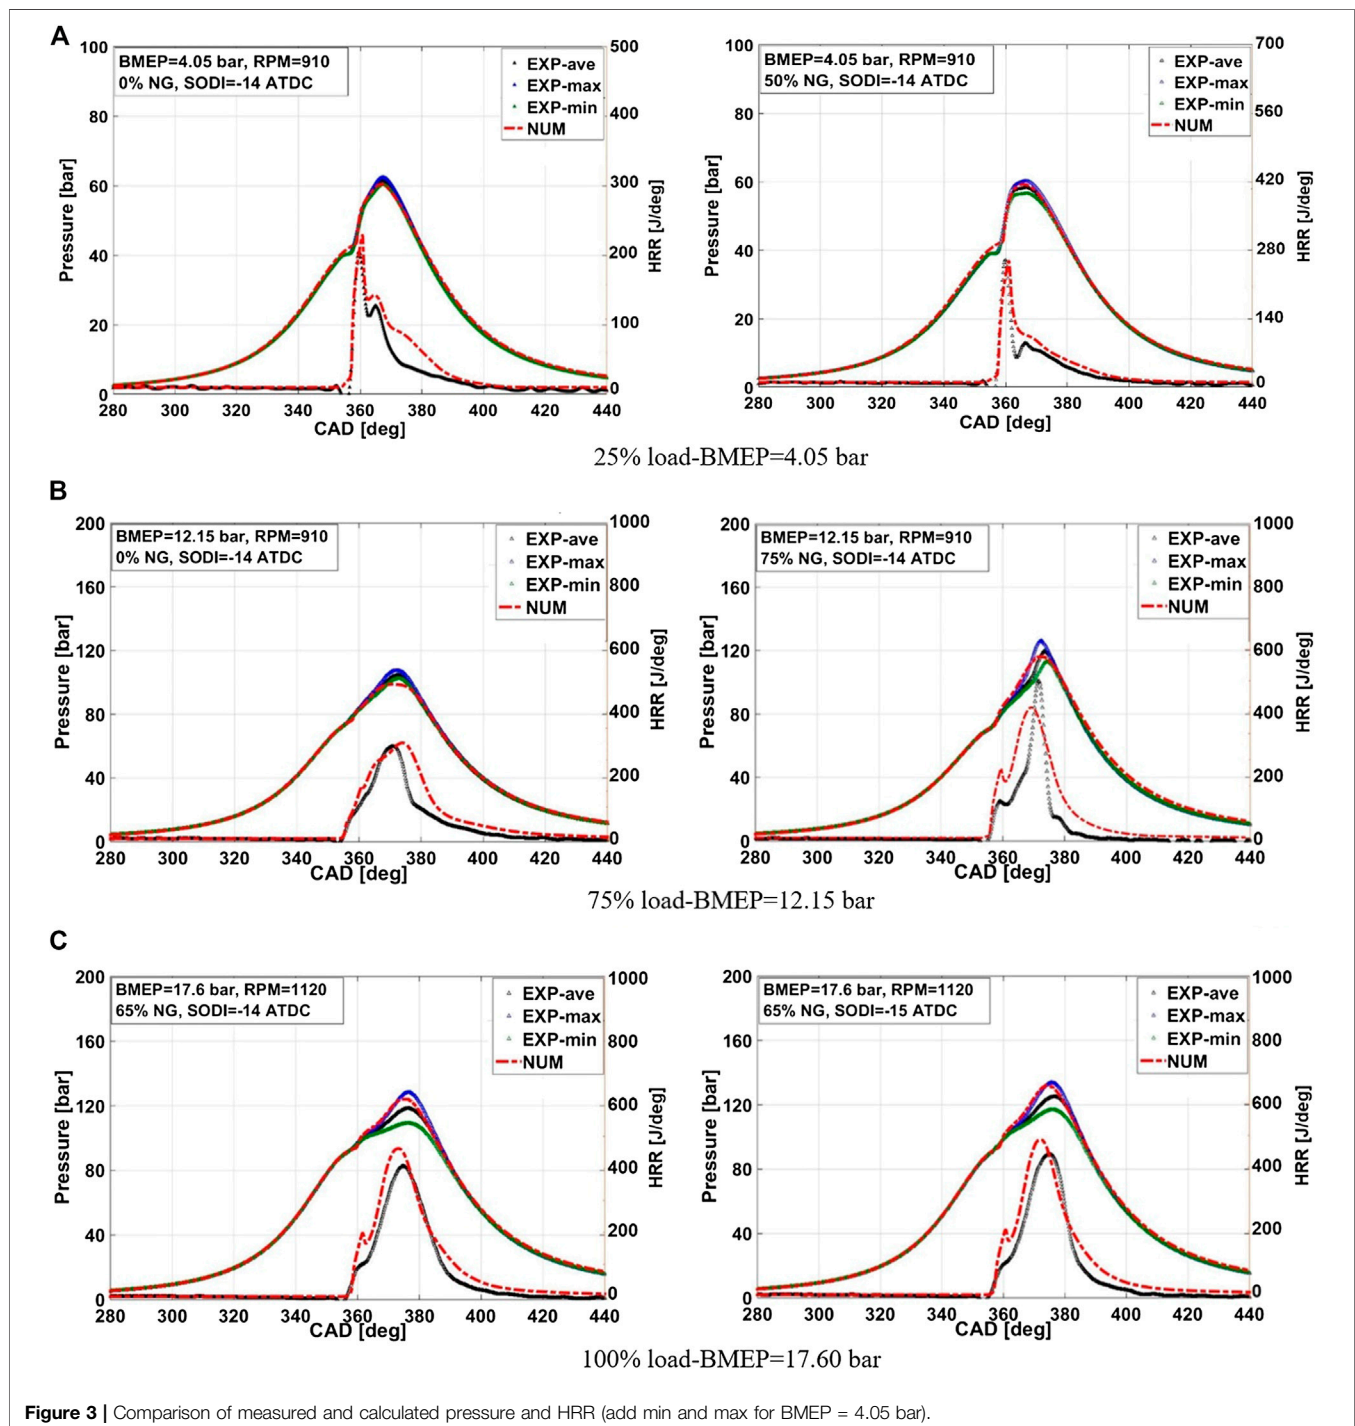 A
BMEP=4.05 bar, RPM=910
0% NG, SODI=-14 ATDC
EXP-ave
EXP-max
EXP-min
NUM
100
80
60
40
20
0
Pressure [bar]
500
400
300
200
100
0
HRR [J/deg]
280 300 320 340 360 380 400 420 440
CAD [deg]
BMEP=4.05 bar, RPM=910
50% NG, SODI=-14 ATDC
EXP-ave
EXP-max
EXP-min
NUM
100
80
60
40
20
0
Pressure [bar]
700
560
420
280
140
0
HRR [J/deg]
280 300 320 340 360 380 400 420 440
CAD [deg]
25% load-BMEP=4.05 bar
B
BMEP=12.15 bar, RPM=910
0% NG, SODI=-14 ATDC
EXP-ave
EXP-max
EXP-min
NUM
200
160
120
80
40
0
Pressure [bar]
1000
800
600
400
200
0
HRR [J/deg]
280 300 320 340 360 380 400 420 440
CAD [deg]
BMEP=12.15 bar, RPM=910
75% NG, SODI=-14 ATDC
EXP-ave
EXP-max
EXP-min
NUM
200
160
120
80
40
0
Pressure [bar]
1000
800
600
400
200
0
HRR [J/deg]
280 300 320 340 360 380 400 420 440
CAD [deg]
75% load-BMEP=12.15 bar
C
BMEP=17.6 bar, RPM=1120
65% NG, SODI=-14 ATDC
EXP-ave
EXP-max
EXP-min
NUM
200
160
120
80
40
0
Pressure [bar]
1000
800
600
400
200
0
HRR [J/deg]
280 300 320 340 360 380 400 420 440
CAD [deg]
BMEP=17.6 bar, RPM=1120
65% NG, SODI=-15 ATDC
EXP-ave
EXP-max
EXP-min
NUM
200
160
120
80
40
0
Pressure [bar]
1000
800
600
400
200
0
HRR [J/deg]
280 300 320 340 360 380 400 420 440
CAD [deg]
100% load-BMEP=17.60 bar
Figure 3 | Comparison of measured and calculated pressure and HRR (add min and max for BMEP = 4.05 bar).